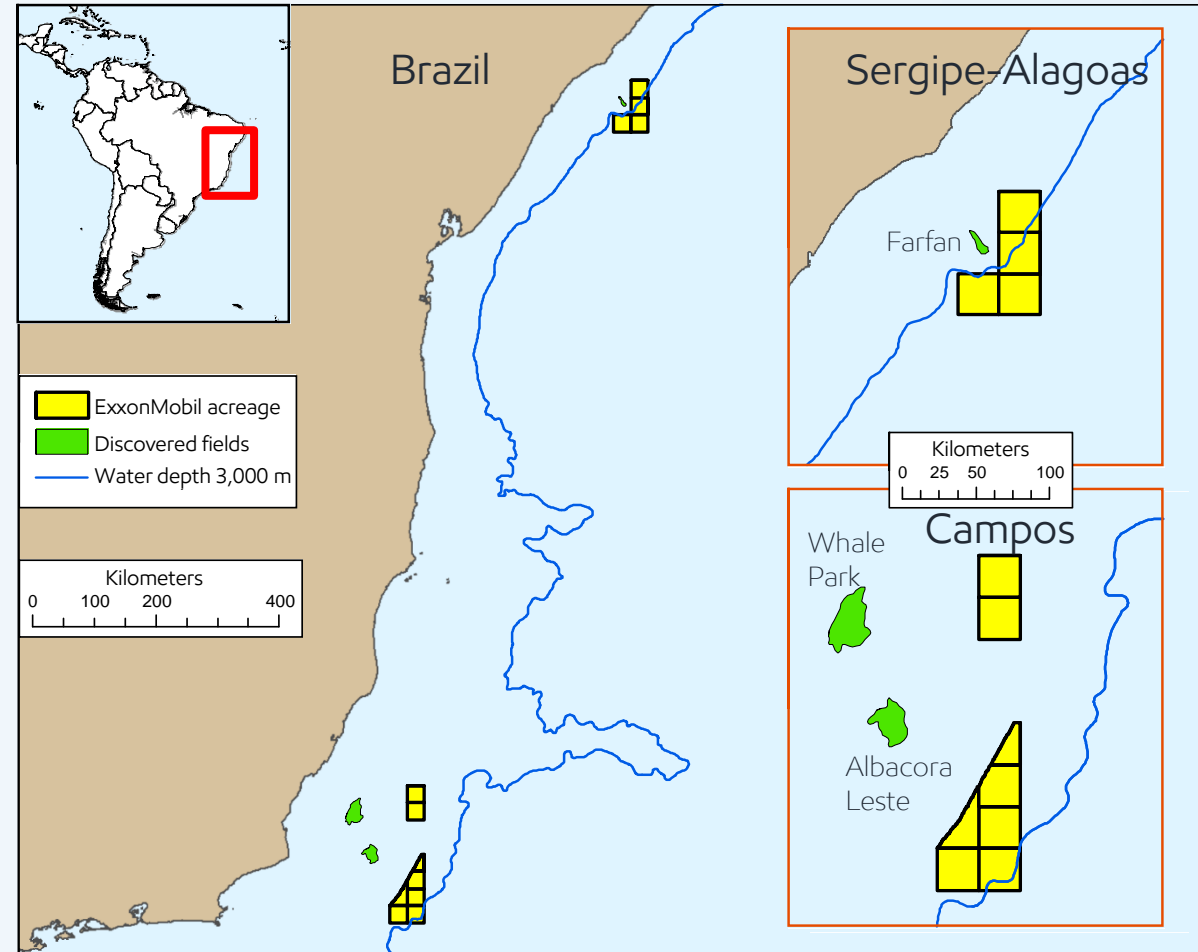 Brazil
ExxonMobil acreage
Discovered fields
Water depth 3,000 m
Kilometers
0 100 200 400
Sergipe-Alagoas
Farfan
Kilometers
0 25 50 100
Campos
Whale
Park
Albacora
Leste